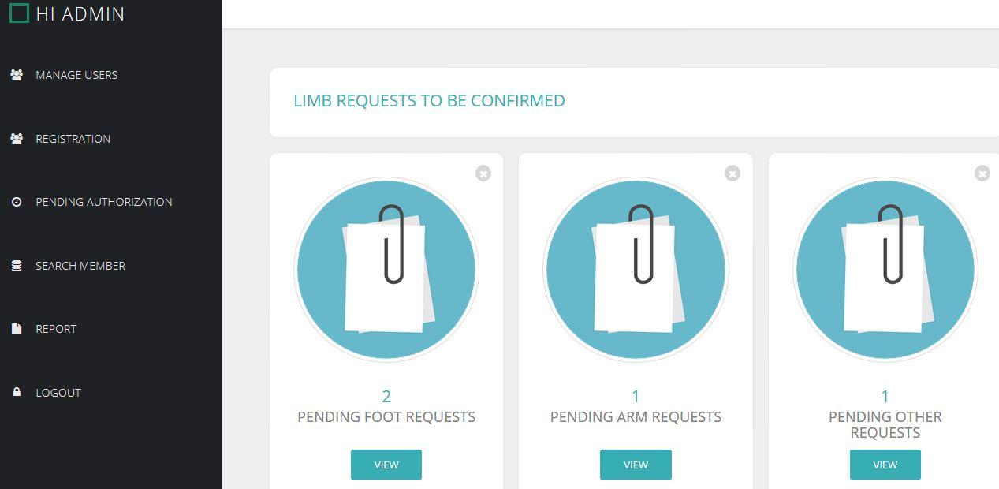 HI ADMIN
MANAGE USERS
REGISTRATION
PENDING AUTHORIZATION
SEARCH MEMBER
REPORT
LOGOUT
LIMB REQUESTS TO BE CONFIRMED
2
PENDING FOOT REQUESTS
VIEW
1
PENDING ARM REQUESTS
VIEW
1
PENDING OTHER
REQUESTS
VIEW